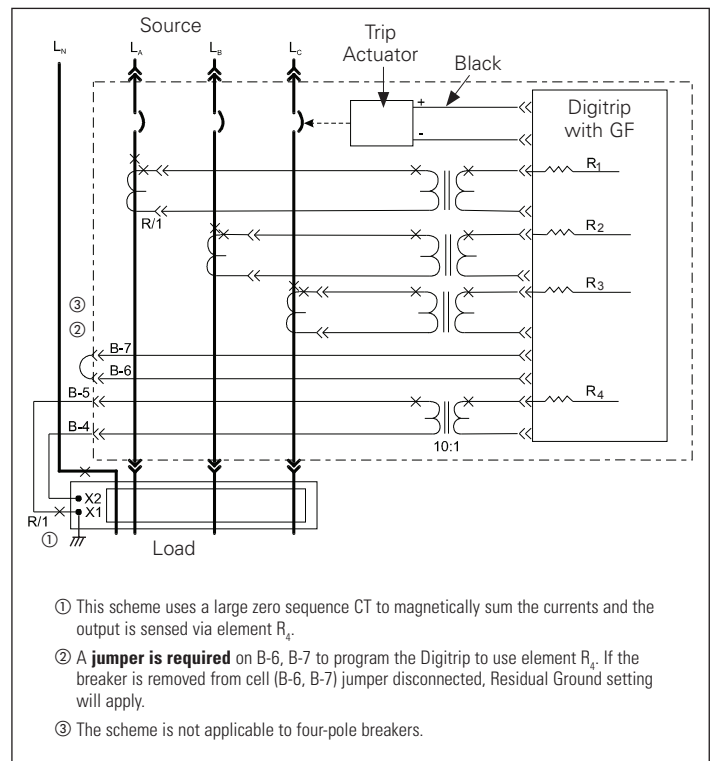 Source
Trip
Actuator
Black
L_N
L_A
L_B
L_C
+
-
Digitrip
with GF
R₁
R/1
R₂
R₃
③
②
B-7
B-6
B-5
R₄
B-4
10:1
X2
X1
R/1
①
Load
① This scheme uses a large zero sequence CT to magnetically sum the currents and the
output is sensed via element R₄.
② A jumper is required on B-6, B-7 to program the Digitrip to use element R₄. If the
breaker is removed from cell (B-6, B-7) jumper disconnected, Residual Ground setting
will apply.
③ The scheme is not applicable to four-pole breakers.